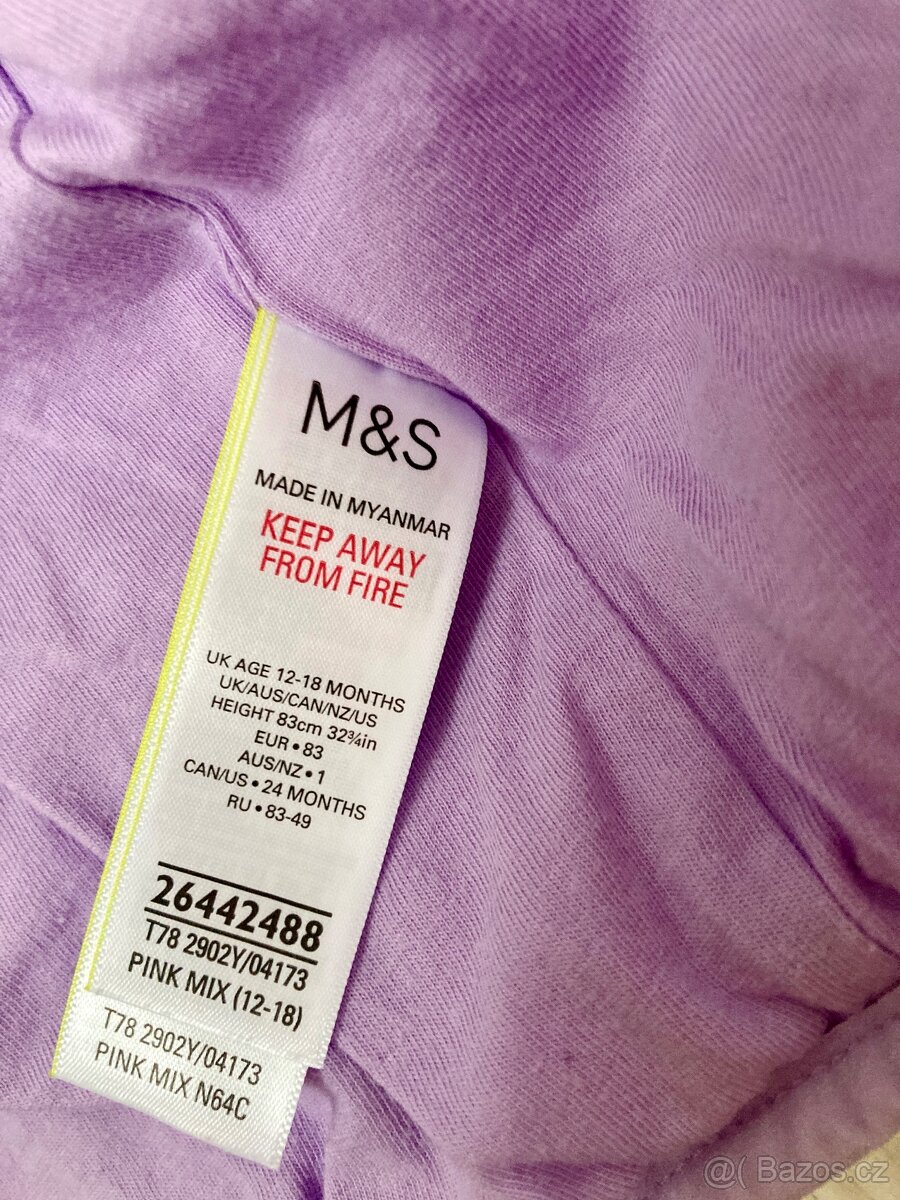 M&S
MADE IN MYANMAR
KEEP AWAY
FROM FIRE
UK AGE 12-18 MONTHS
UK/AUS/CAN/NZ/US
HEIGHT 83cm 32¾in
EUR•83
AUS/NZ•1
CAN/US•24 MONTHS
RU•83-49
26442488
T78 2902Y/04173
PINK MIX (12-18)
T78 2902Y/04173
PINK MIX N64C
@( Bazos.cz